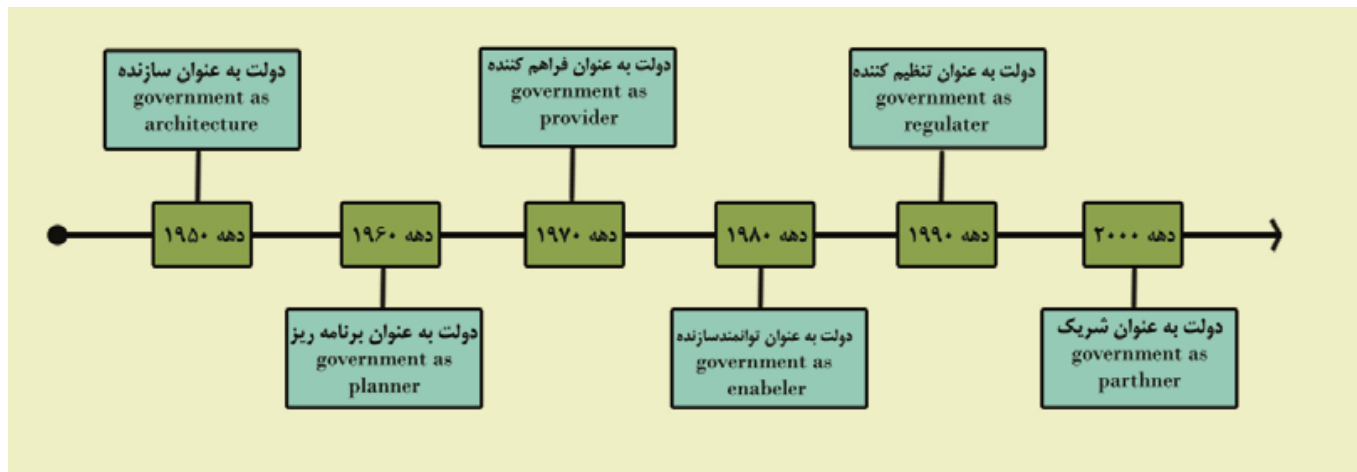 دولت به عنوان سازنده
government as
architecture
دولت به عنوان فراهم کننده
government as
provider
دولت به عنوان تنظیم کننده
government as
regulater
دهه ۱۹۵۰
دهه ۱۹۶۰
دهه ۱۹۷۰
دهه ۱۹۸۰
دهه ۱۹۹۰
دهه ۲۰۰۰
دولت به عنوان برنامه ریز
government as
planner
دولت به عنوان توانمندسازنده
government as
enabeler
دولت به عنوان شریک
government as
parthner